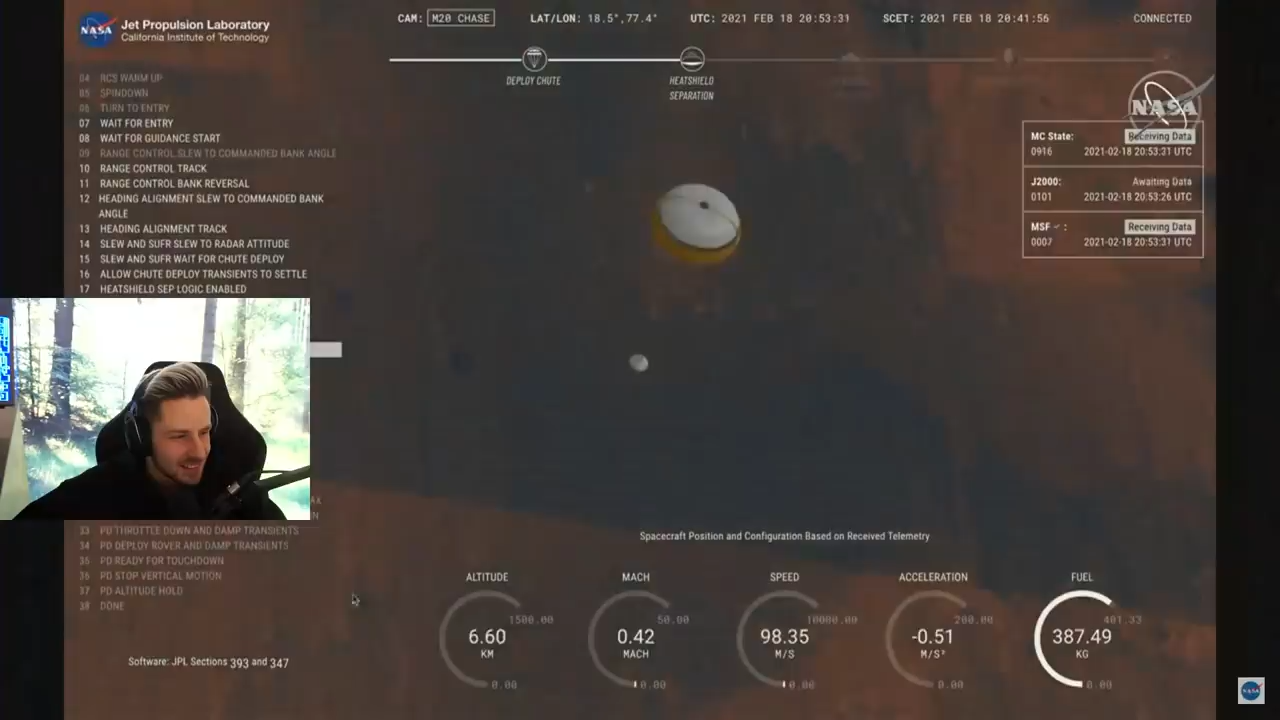 NASA
Jet Propulsion Laboratory
California Institute of Technology
CAM: M20 CHASE LAT/LON: 18.5°,77.4° UTC: 2021 FEB 18 20:53:31 SCET: 2021 FEB 18 20:41:56 CONNECTED
DEPLOY CHUTE
HEATSHIELD
SEPARATION
NASA
04 RCS WARM UP
05 SPINDOWN
06 TURN TO ENTRY
07 WAIT FOR ENTRY
08 WAIT FOR GUIDANCE START
09 RANGE CONTROL SLEW TO COMMANDED BANK ANGLE
10 RANGE CONTROL TRACK
11 RANGE CONTROL BANK REVERSAL
12 HEADING ALIGNMENT SLEW TO COMMANDED BANK
ANGLE
13 HEADING ALIGNMENT TRACK
14 SLEW AND SUFR SLEW TO RADAR ATTITUDE
15 SLEW AND SUFR WAIT FOR CHUTE DEPLOY
16 ALLOW CHUTE DEPLOY TRANSIENTS TO SETTLE
17 HEATSHIELD SEP LOGIC ENABLED
33 PD THROTTLE DOWN AND DAMP TRANSIENTS
34 PD DEPLOY ROVER AND DAMP TRANSIENTS
35 PD READY FOR TOUCHDOWN
36 PD STOP VERTICAL MOTION
37 PD ALTITUDE HOLD
38 DONE
Software: JPL Sections 393 and 347
MC State: Receiving Data
0916 2021-02-18 20:53:31 UTC
J2000: Awaiting Data
0101 2021-02-18 20:53:26 UTC
MSF ✓ : Receiving Data
0007 2021-02-18 20:53:31 UTC
Spacecraft Position and Configuration Based on Received Telemetry
ALTITUDE
1500.00
6.60
KM
0.00
MACH
50.00
0.42
MACH
0.00
SPEED
10000.00
98.35
M/S
0.00
ACCELERATION
200.00
-0.51
M/S²
0.00
FUEL
401.33
387.49
KG
0.00
NASA